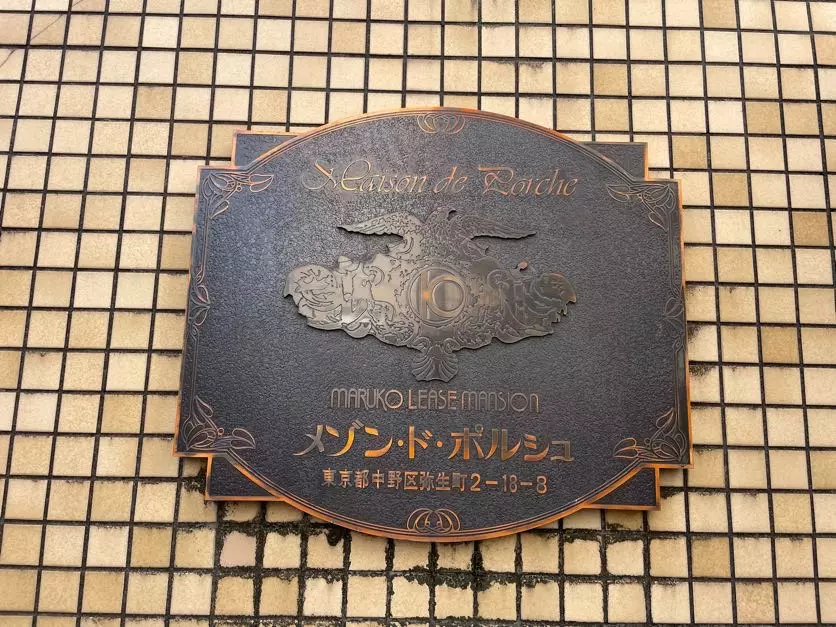 Maison de Porche
MARUKO LEASE MANSION
メゾン・ド・ポルシュ
東京都中野区弥生町2-18-3